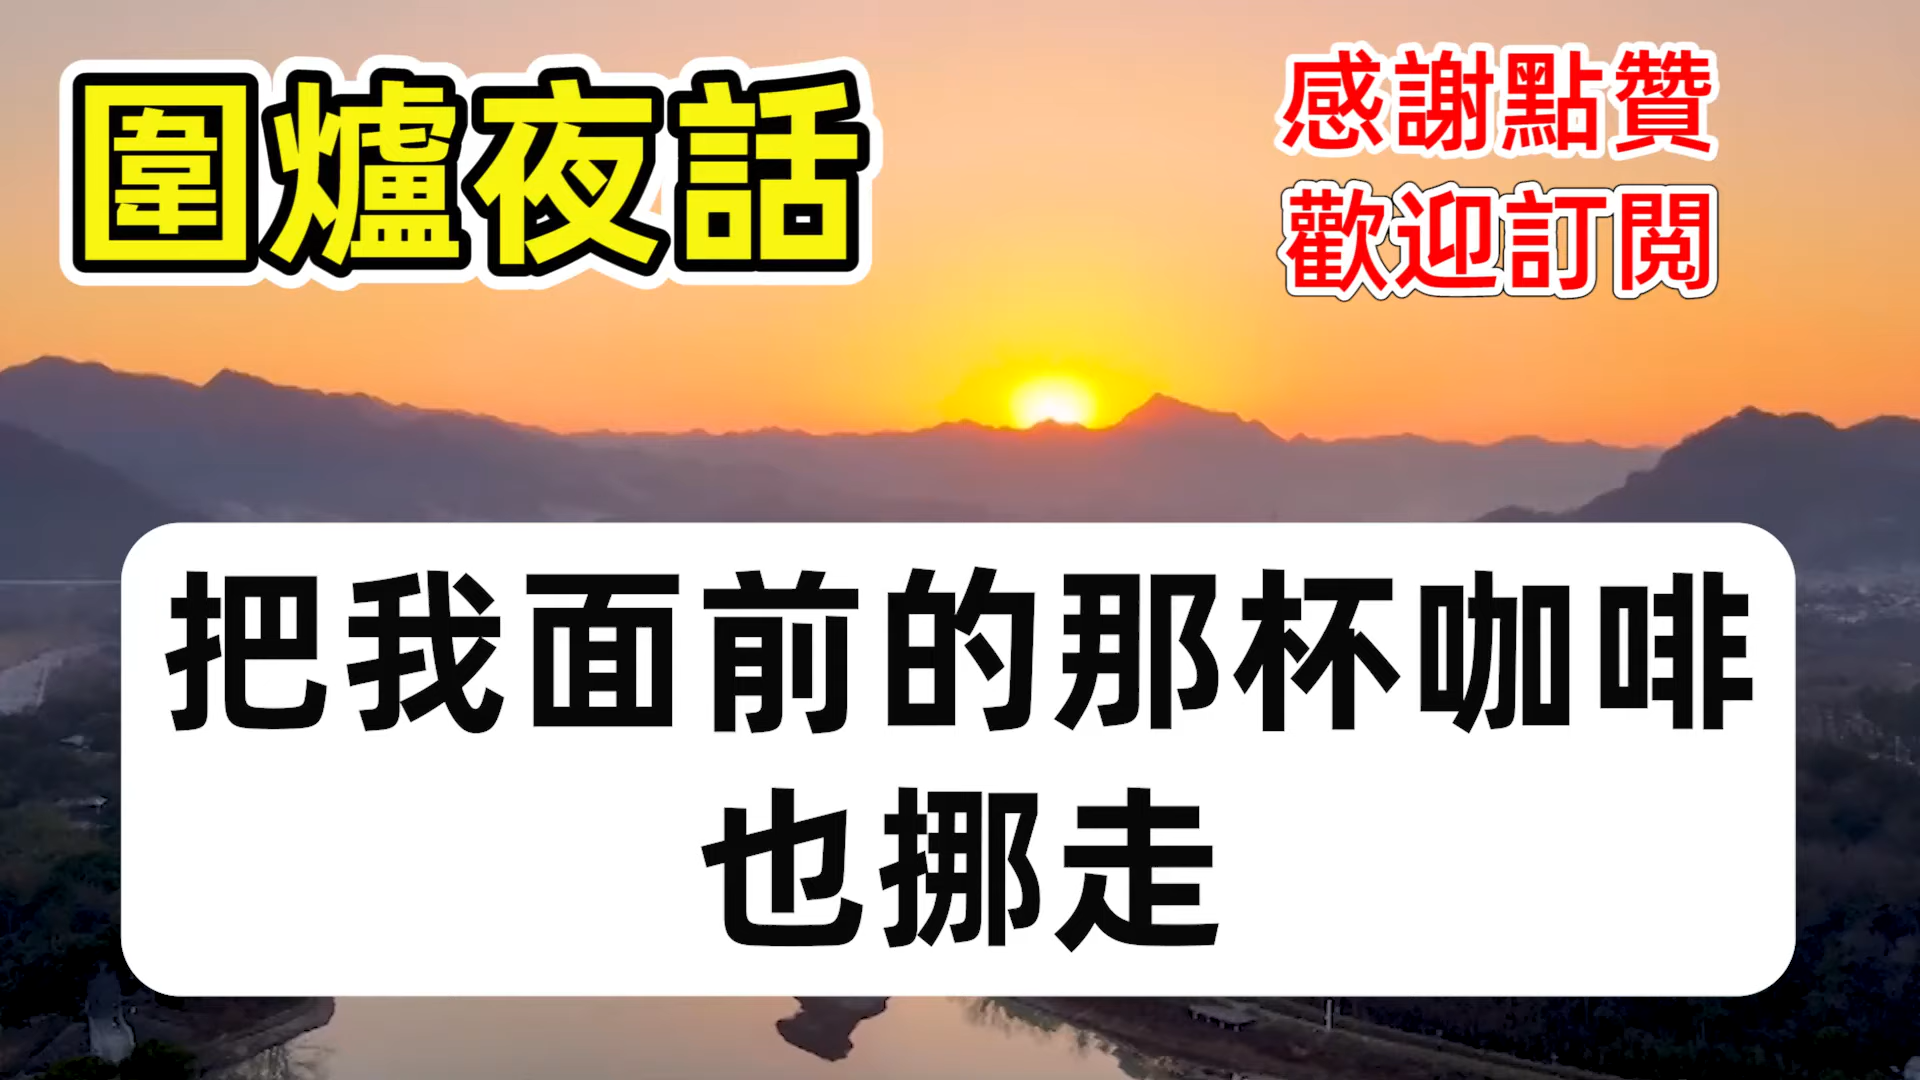 圍爐夜話
感謝點贊
歡迎訂閱
把我面前的那杯咖啡
也挪走